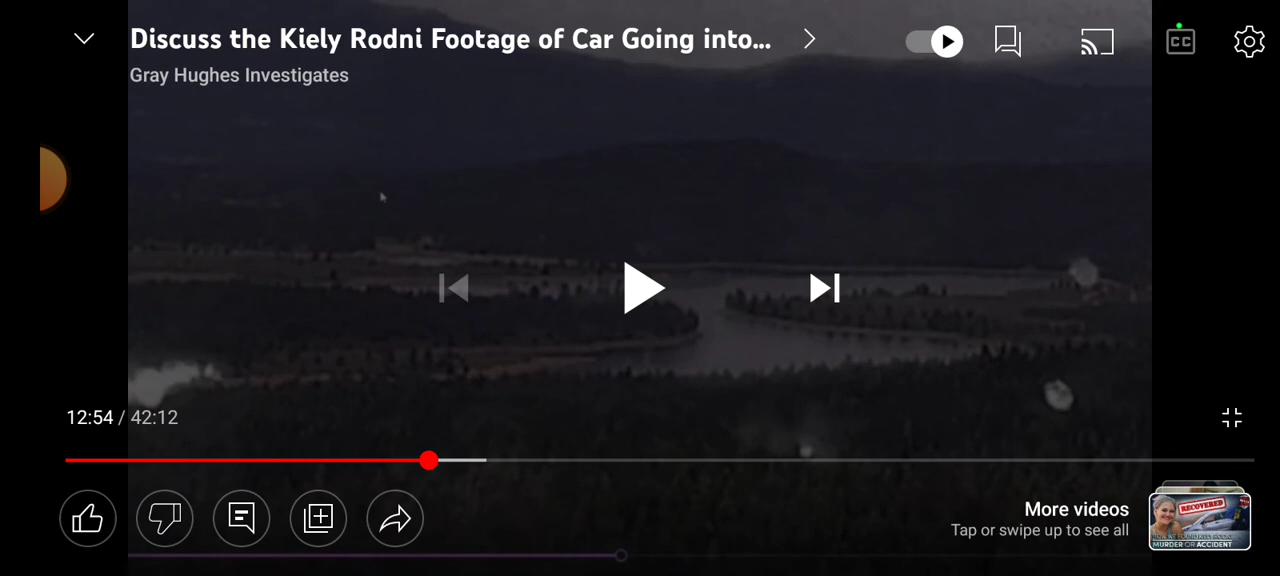 Discuss the Kiely Rodni Footage of Car Going into...
Gray Hughes Investigates
CC
12:54 / 42:12
More videos
Tap or swipe up to see all
RECOVERED
MURDER OR ACCIDENT